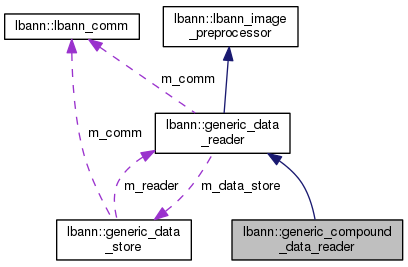 lbann::lbann_comm
lbann::lbann_image
_preprocessor
m_comm
lbann::generic_data
_reader
m_comm
m_reader
m_data_store
lbann::generic_data
_store
lbann::generic_compound
_data_reader